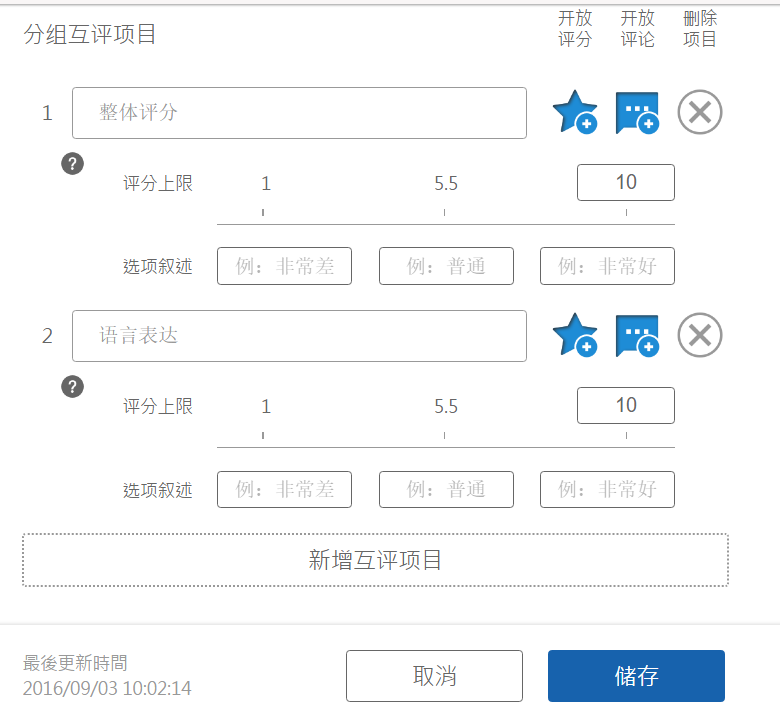 分组互评项目
开放 开放 删除
评分 评论 项目
1 整体评分
?
评分上限 1 5.5 10
选项叙述 例：非常差 例：普通 例：非常好
2 语言表达
?
评分上限 1 5.5 10
选项叙述 例：非常差 例：普通 例：非常好
新增互评项目
最後更新時間
2016/09/03 10:02:14
取消 储存